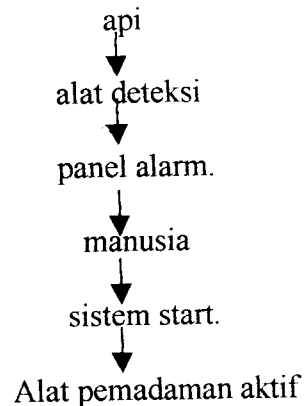 api
alat deteksi
panel alarm.
manusia
sistem start.
Alat pemadaman aktif